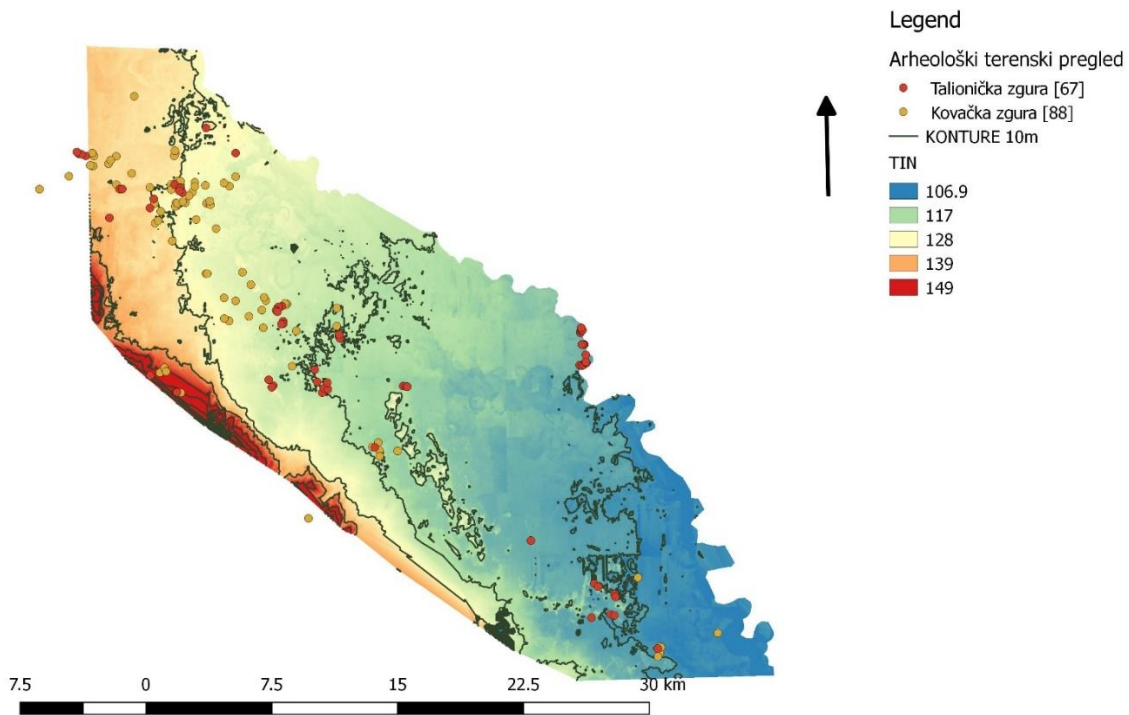 Legend
Arheološki terenski pregled
Talionička zgura [67]
Kovačka zgura [88]
KONTURE 10m
TIN
106.9
117
128
139
149
7.5 0 7.5 15 22.5 30 km